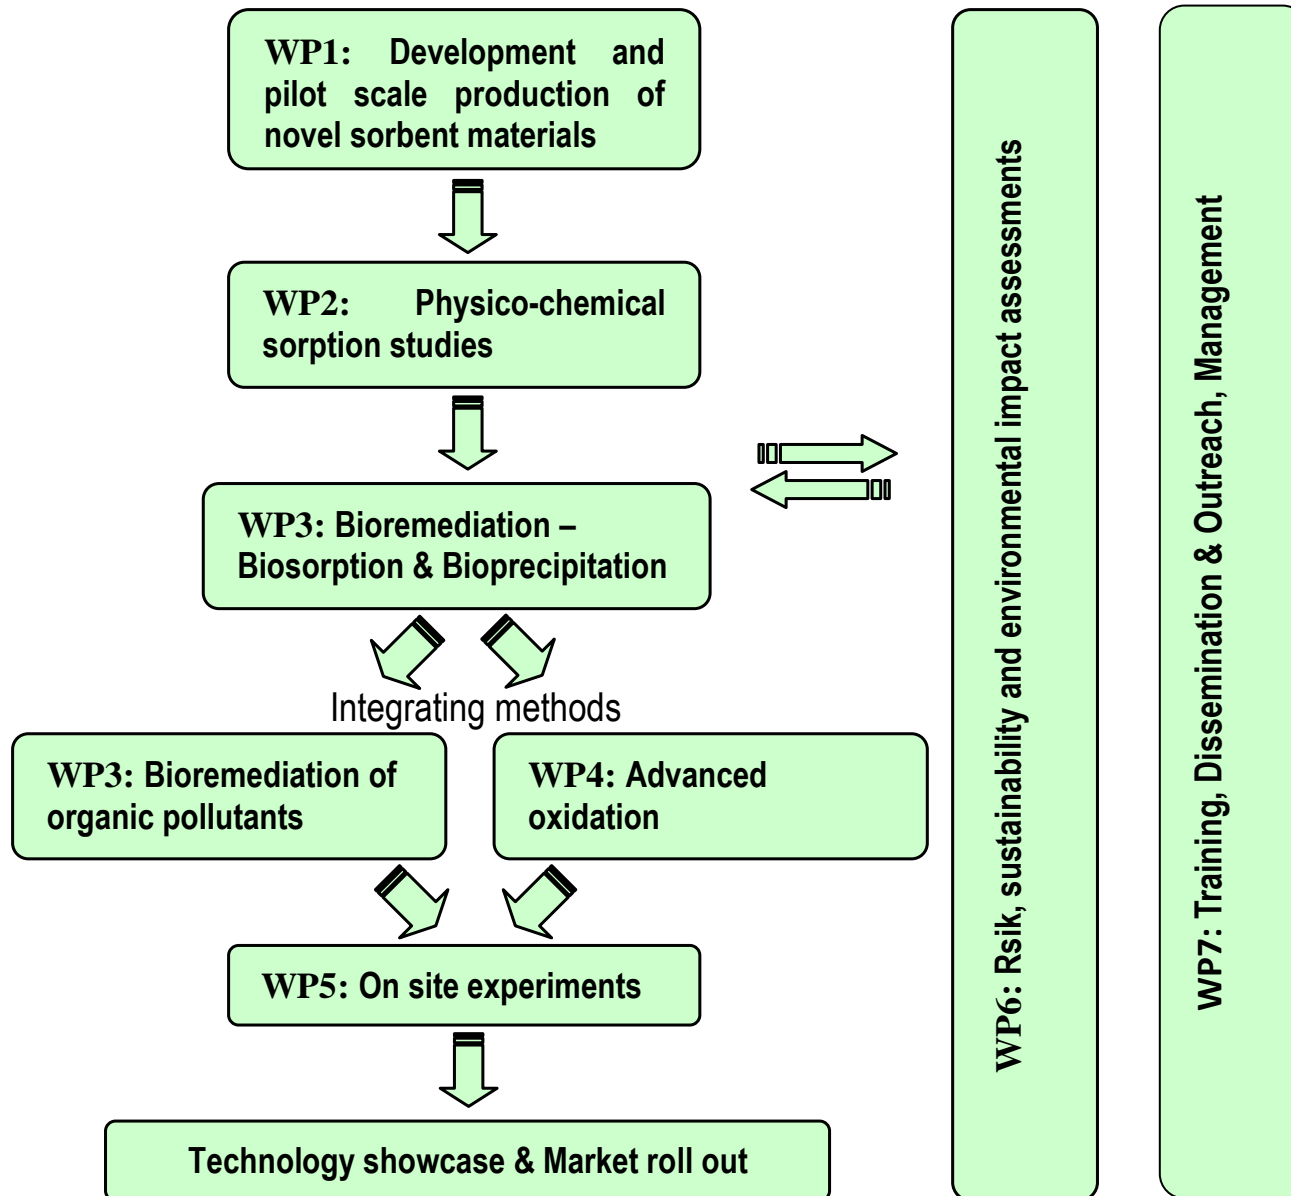 WP1: Development and
pilot scale production of
novel sorbent materials
WP2: Physico-chemical
sorption studies
WP3: Bioremediation –
Biosorption & Bioprecipitation
Integrating methods
WP3: Bioremediation of
organic pollutants
WP4: Advanced
oxidation
WP5: On site experiments
Technology showcase & Market roll out
WP6: Rsik, sustainability and environmental impact assessments
WP7: Training, Dissemination & Outreach, Management